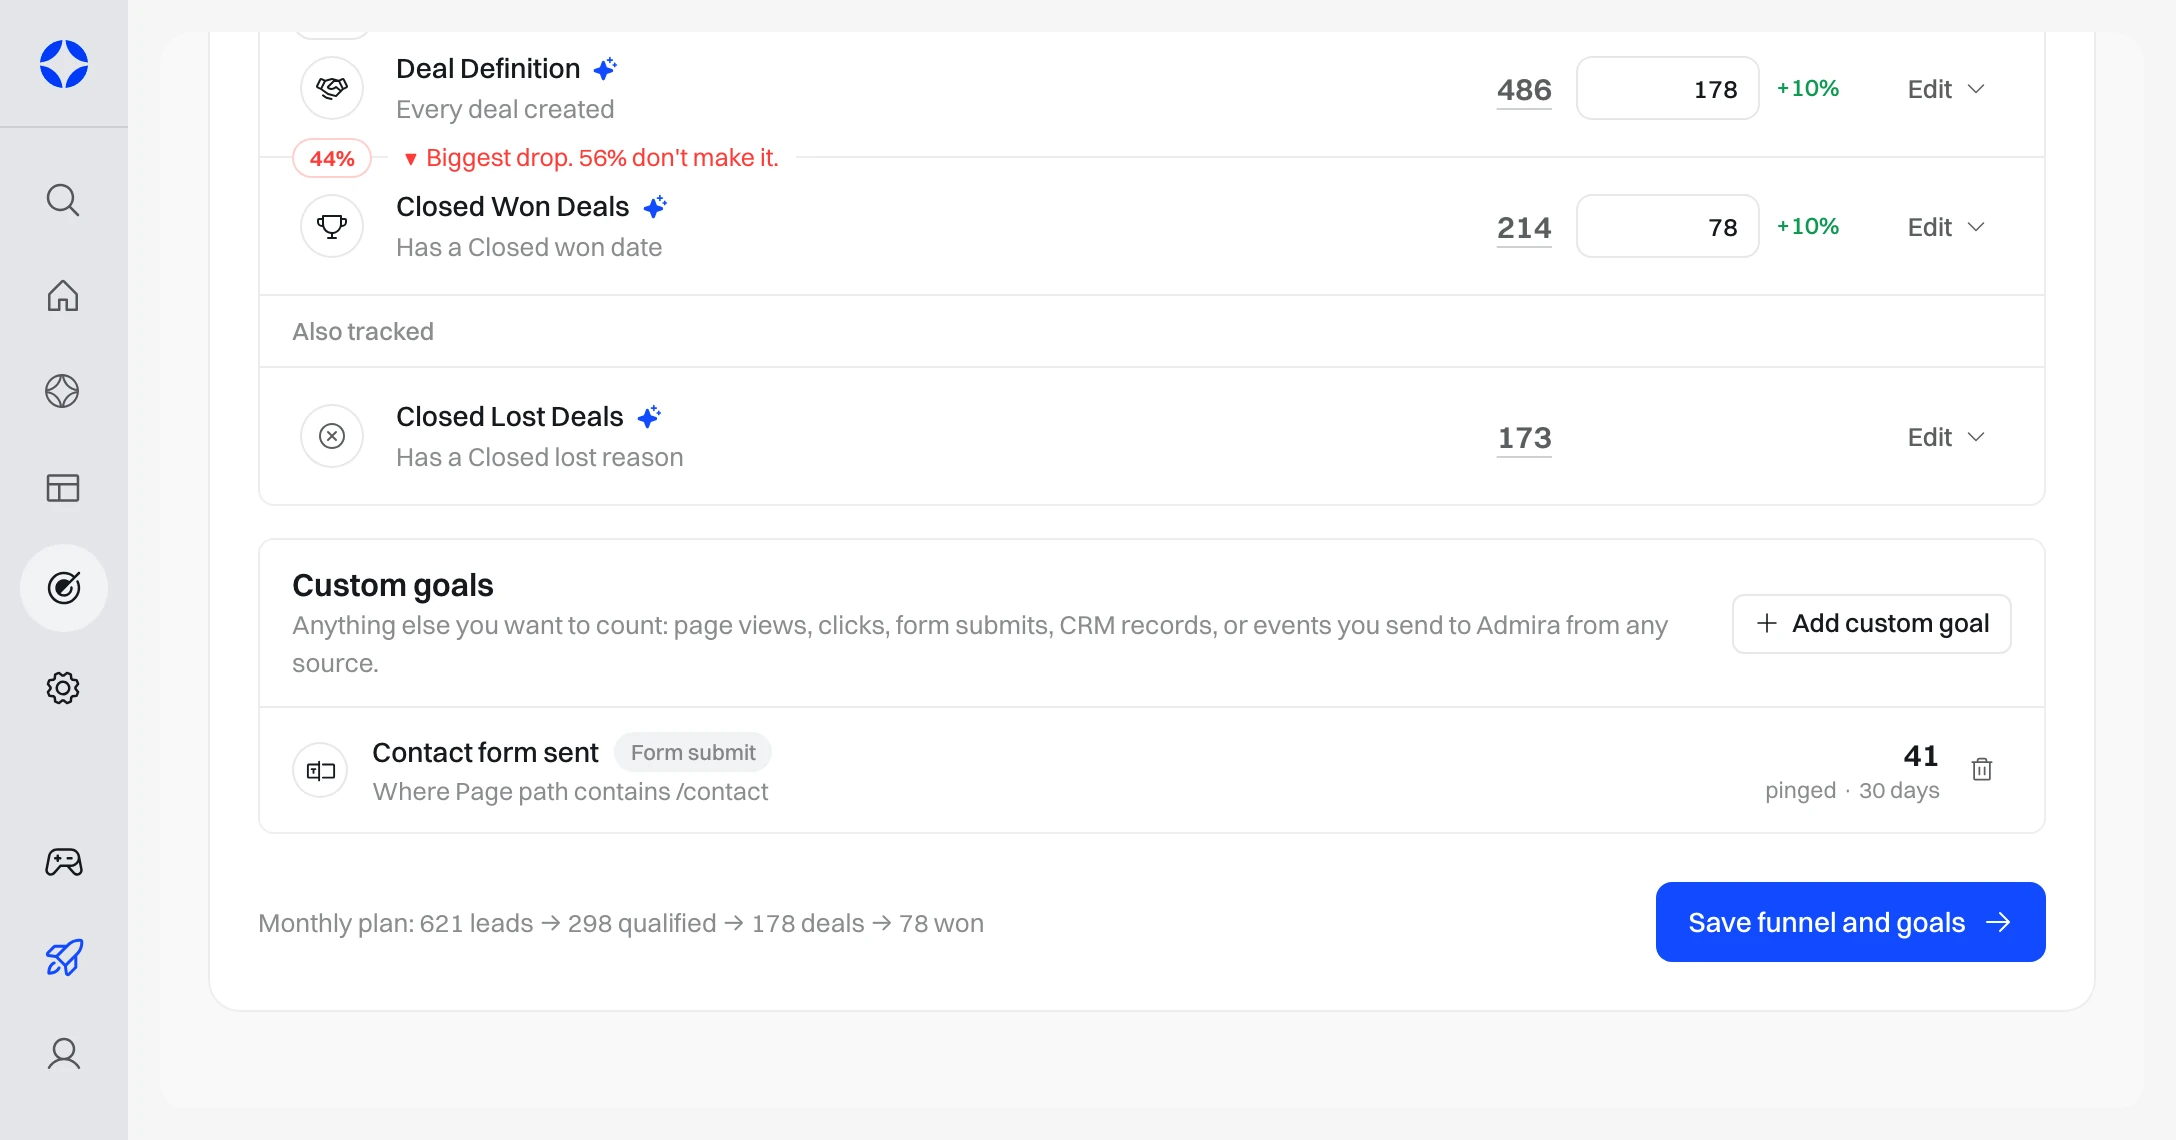 Deal Definition
Every deal created
486
178
+10%
Edit
44%
▼ Biggest drop. 56% don't make it.
Closed Won Deals
Has a Closed won date
214
78
+10%
Edit
Also tracked
Closed Lost Deals
Has a Closed lost reason
173
Edit
Custom goals
Anything else you want to count: page views, clicks, form submits, CRM records, or events you send to Admira from any
source.
+ Add custom goal
Contact form sent
Form submit
Where Page path contains /contact
41
pinged · 30 days
Monthly plan: 621 leads → 298 qualified → 178 deals → 78 won
Save funnel and goals →